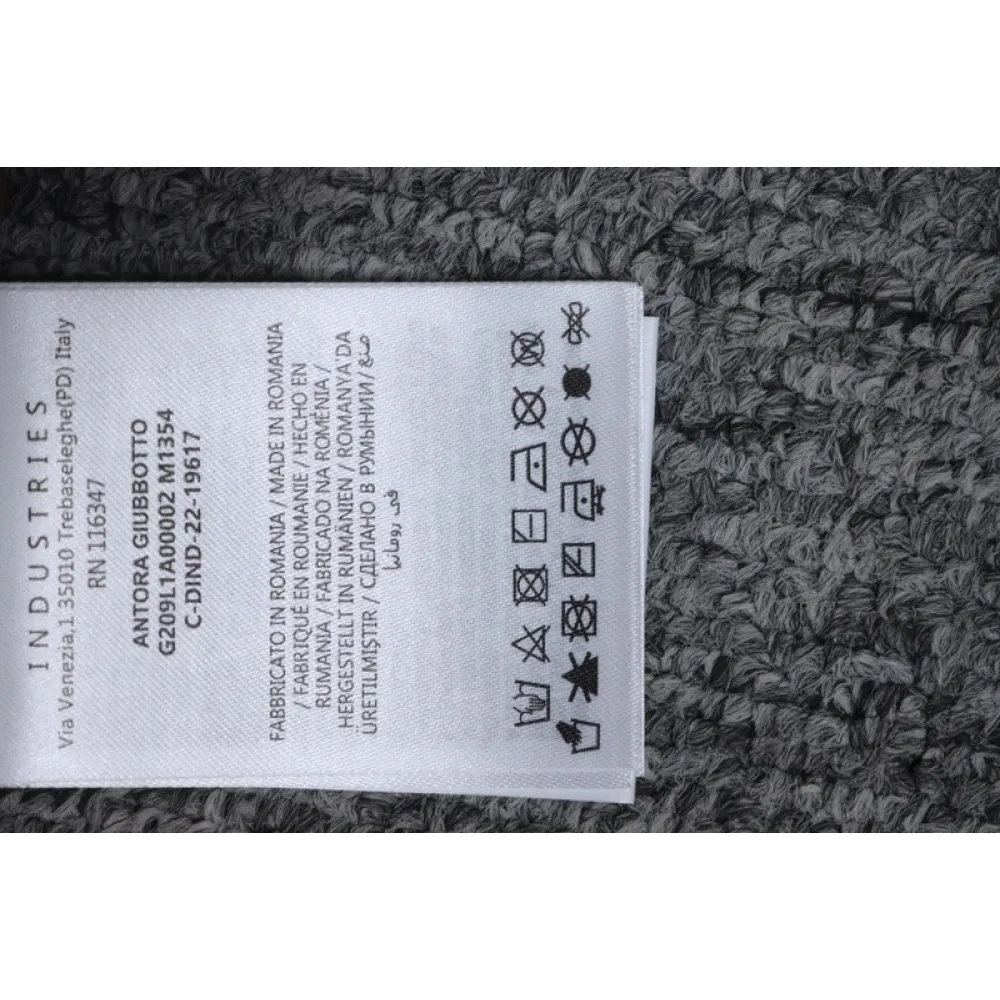 INDUSTRIES
Via Venezia,1 35010 Trebaseleghe(PD) Italy
RN 116347
ANTORA GIUBBOTTO
G209L1A00002 M1354
C-DIND-22-19617
FABBRICATO IN ROMANIA / MADE IN ROMANIA
/ FABRIQUÉ EN ROUMANIE / HECHO EN
RUMANIA / FABRICADO NA ROMÉNIA /
HERGESTELLT IN RUMÄNIEN / ROMANYA'DA
ÜRETILMIŞTIR / СДЕЛАНО В РУМЫНИИ / صنع
في رومانيا